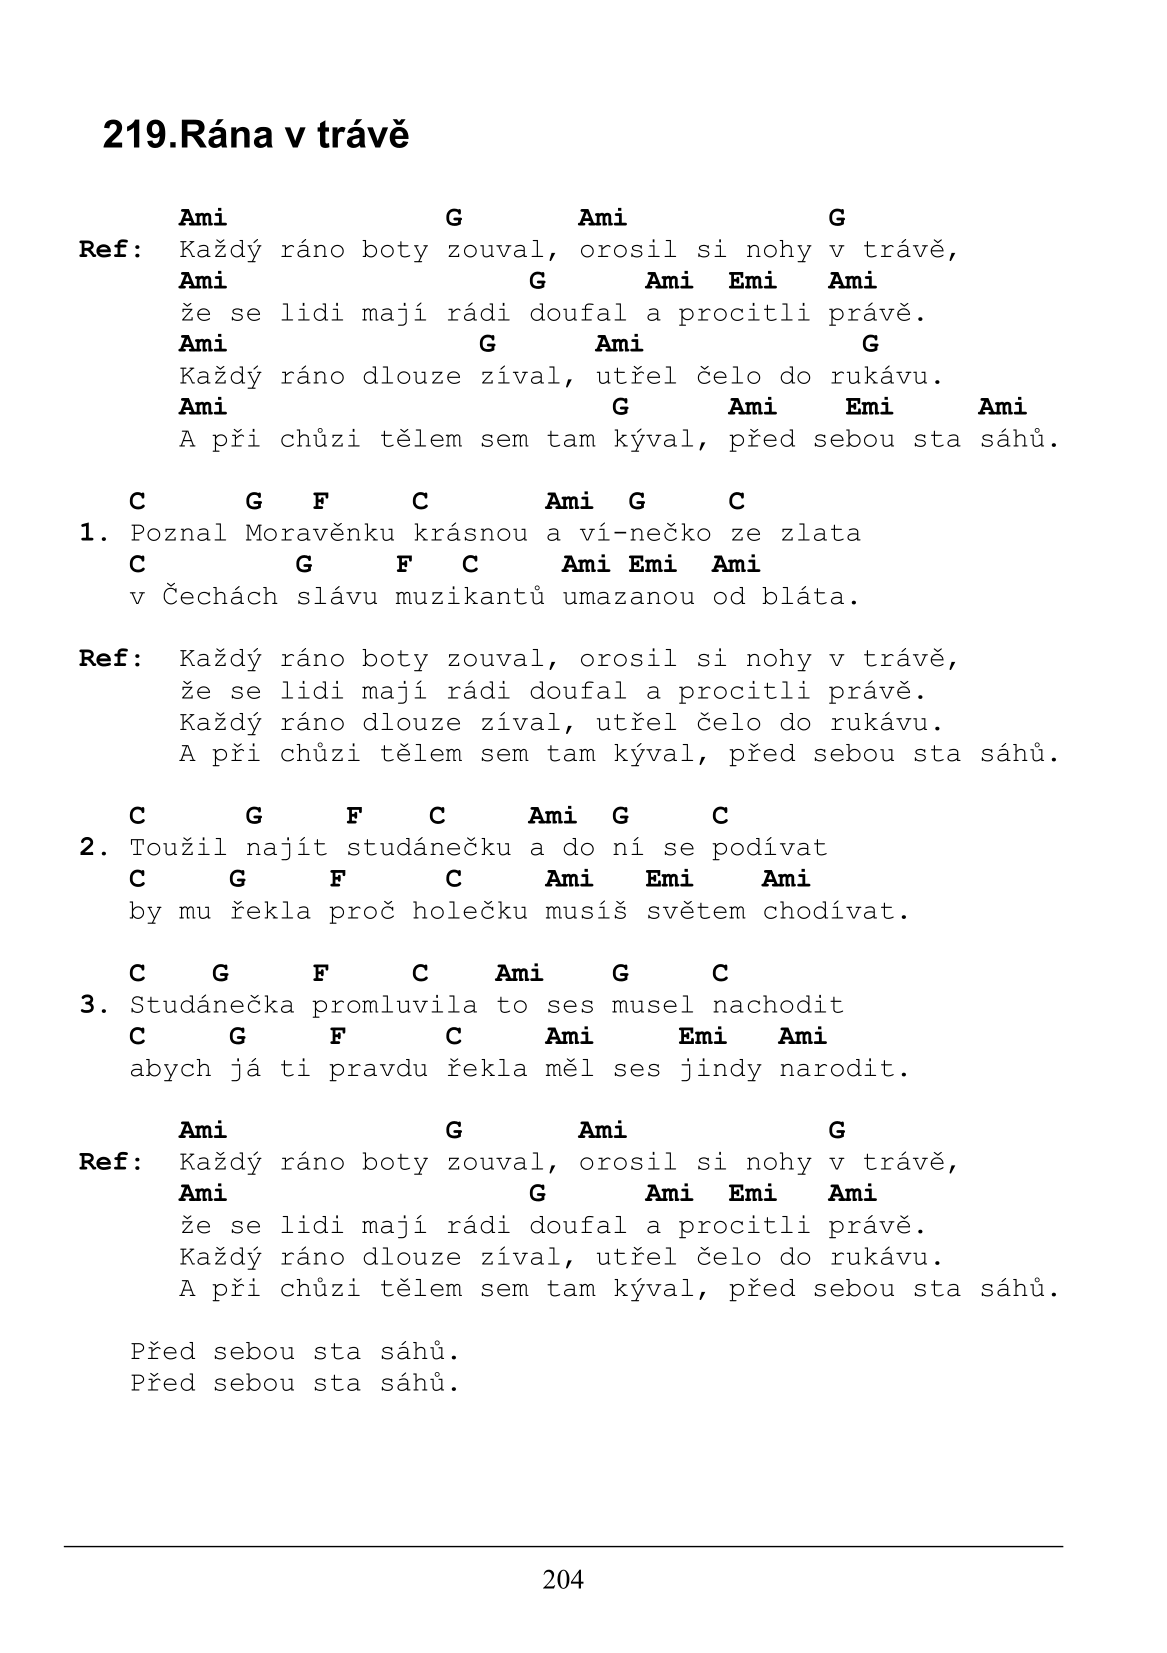 219.Rána v trávě
Ami G Ami G
Ref: Každý ráno boty zouval, orosil si nohy v trávě,
Ami G Ami Emi Ami
že se lidi mají rádi doufal a procitli právě.
Ami G Ami G
Každý ráno dlouze zíval, utřel čelo do rukávu.
Ami G Ami Emi Ami
A při chůzi tělem sem tam kýval, před sebou sta sáhů.
C G F C Ami G C
1. Poznal Moravěnku krásnou a ví-nečko ze zlata
C G F C Ami Emi Ami
v Čechách slávu muzikantů umazanou od bláta.
Ref: Každý ráno boty zouval, orosil si nohy v trávě,
že se lidi mají rádi doufal a procitli právě.
Každý ráno dlouze zíval, utřel čelo do rukávu.
A při chůzi tělem sem tam kýval, před sebou sta sáhů.
C G F C Ami G C
2. Toužil najít studánečku a do ní se podívat
C G F C Ami Emi Ami
by mu řekla proč holečku musíš světem chodívat.
C G F C Ami G C
3. Studánečka promluvila to ses musel nachodit
C G F C Ami Emi Ami
abych já ti pravdu řekla měl ses jindy narodit.
Ami G Ami G
Ref: Každý ráno boty zouval, orosil si nohy v trávě,
Ami G Ami Emi Ami
že se lidi mají rádi doufal a procitli právě.
Každý ráno dlouze zíval, utřel čelo do rukávu.
A při chůzi tělem sem tam kýval, před sebou sta sáhů.
Před sebou sta sáhů.
Před sebou sta sáhů.
204